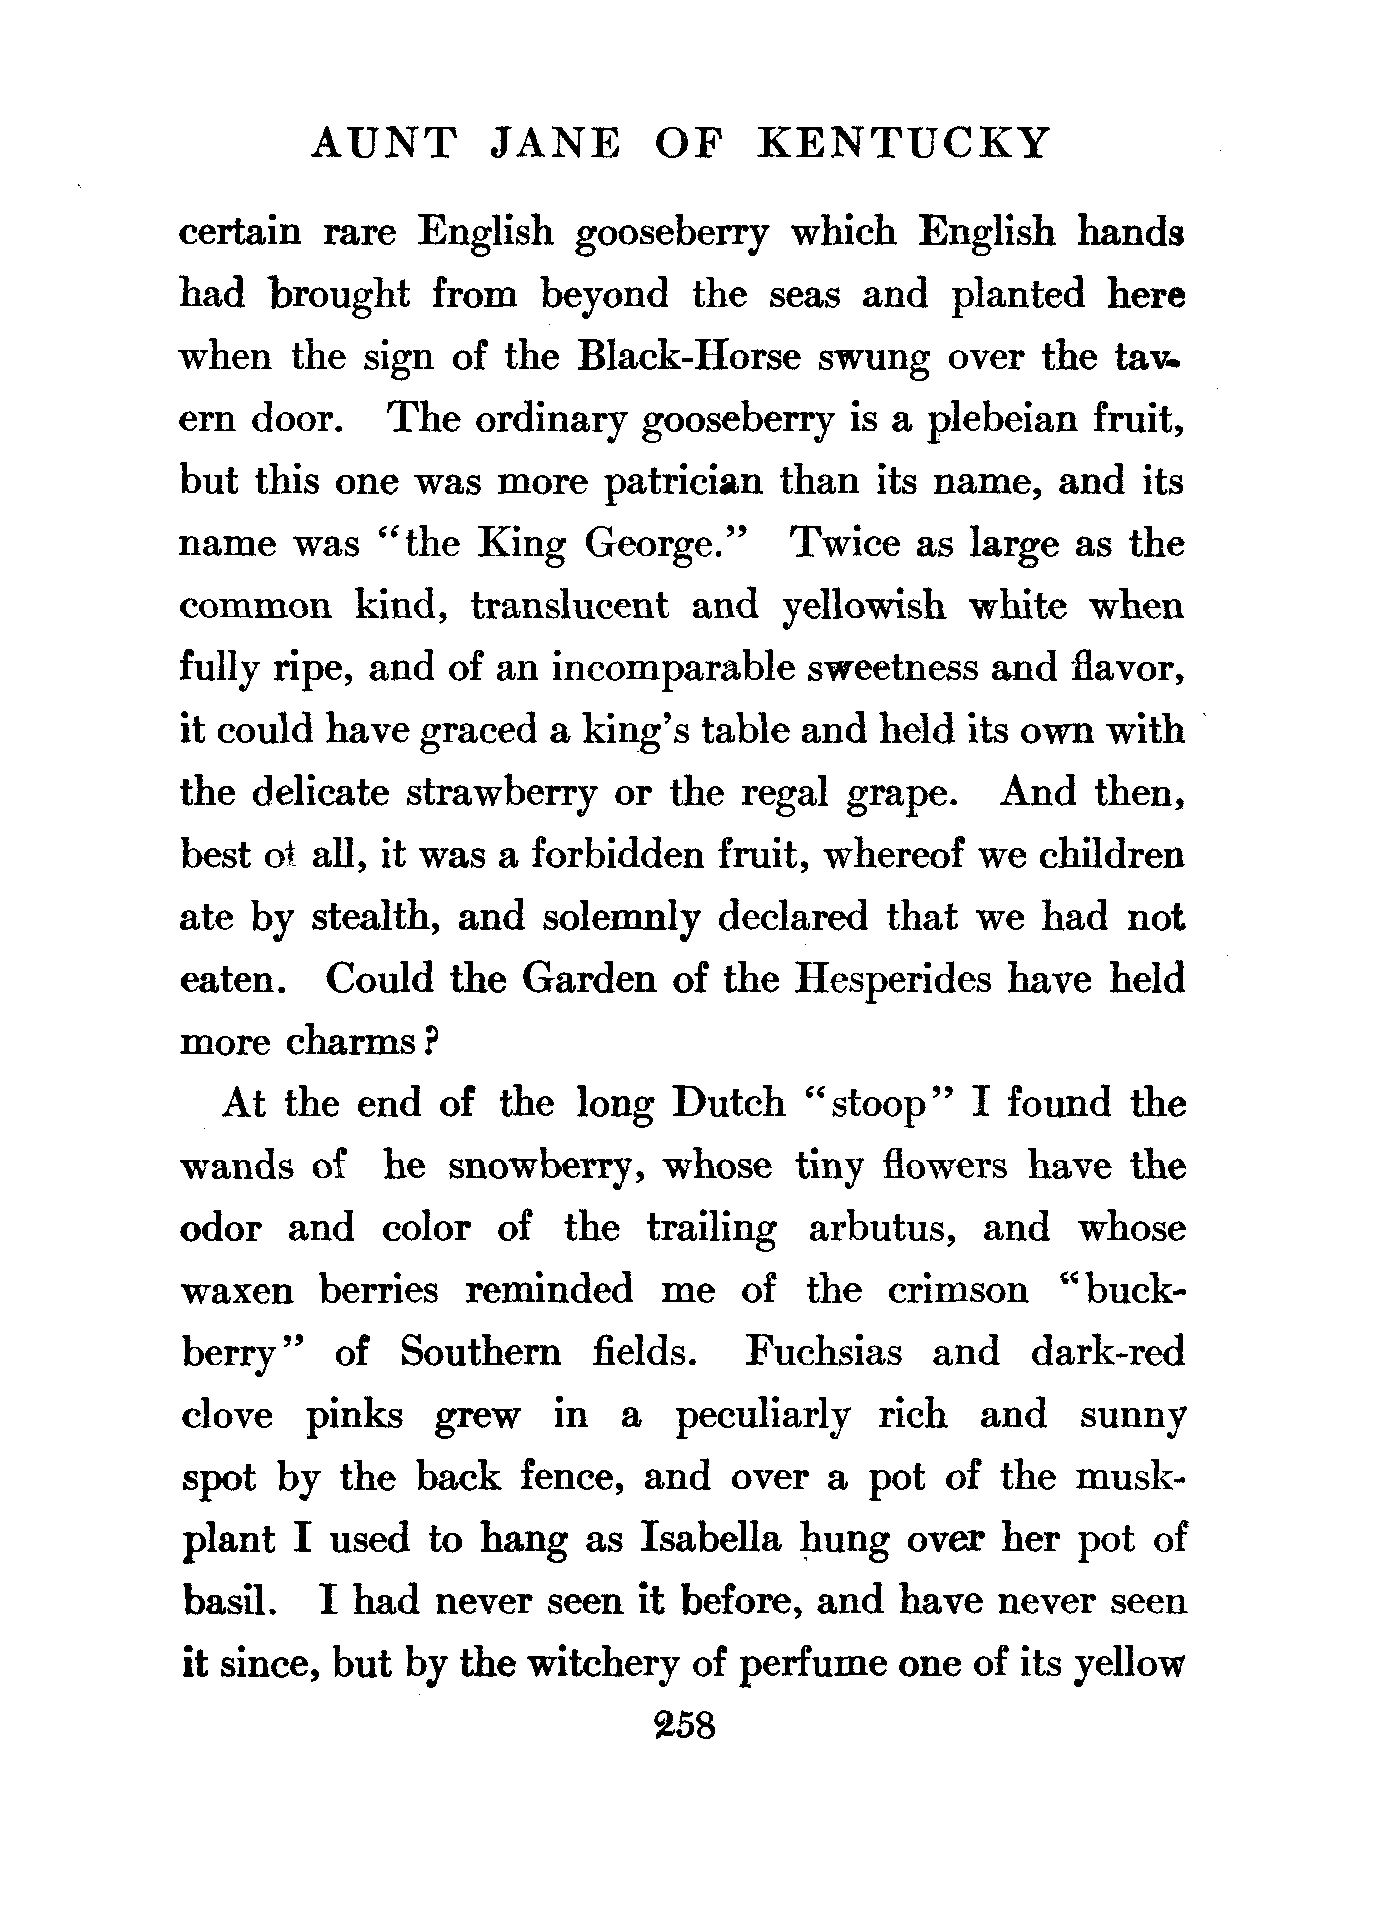 AUNT JANE OF KENTUCKY
certain rare English gooseberry which English hands
had brought from beyond the seas and planted here
when the sign of the Black-Horse swung over the tav-
ern door. The ordinary gooseberry is a plebeian fruit,
but this one was more patrician than its name, and its
name was "the King George." Twice as large as the
common kind, translucent and yellowish white when
fully ripe, and of an incomparable sweetness and flavor,
it could have graced a king's table and held its own with
the delicate strawberry or the regal grape. And then,
best of all, it was a forbidden fruit, whereof we children
ate by stealth, and solemnly declared that we had not
eaten. Could the Garden of the Hesperides have held
more charms?
At the end of the long Dutch "stoop" I found the
wands of he snowberry, whose tiny flowers have the
odor and color of the trailing arbutus, and whose
waxen berries reminded me of the crimson "buck-
berry" of Southern fields. Fuchsias and dark-red
clove pinks grew in a peculiarly rich and sunny
spot by the back fence, and over a pot of the musk-
plant I used to hang as Isabella hung over her pot of
basil. I had never seen it before, and have never seen
it since, but by the witchery of perfume one of its yellow
258